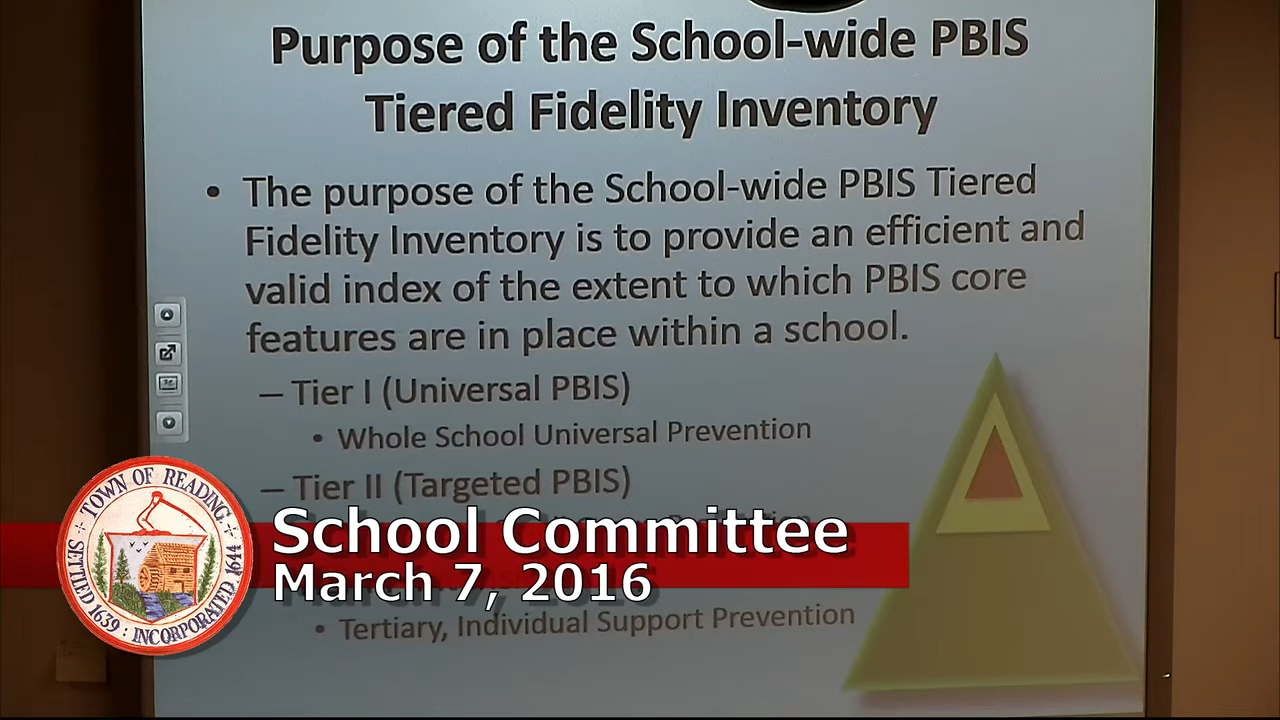 Purpose of the School-wide PBIS
Tiered Fidelity Inventory
• The purpose of the School-wide PBIS Tiered
Fidelity Inventory is to provide an efficient and
valid index of the extent to which PBIS core
features are in place within a school.
– Tier I (Universal PBIS)
• Whole School Universal Prevention
– Tier II (Targeted PBIS)
• Tertiary, Individual Support Prevention
TOWN OF READING
SETTLED 1639 : INCORPORATED 1644
School Committee
March 7, 2016